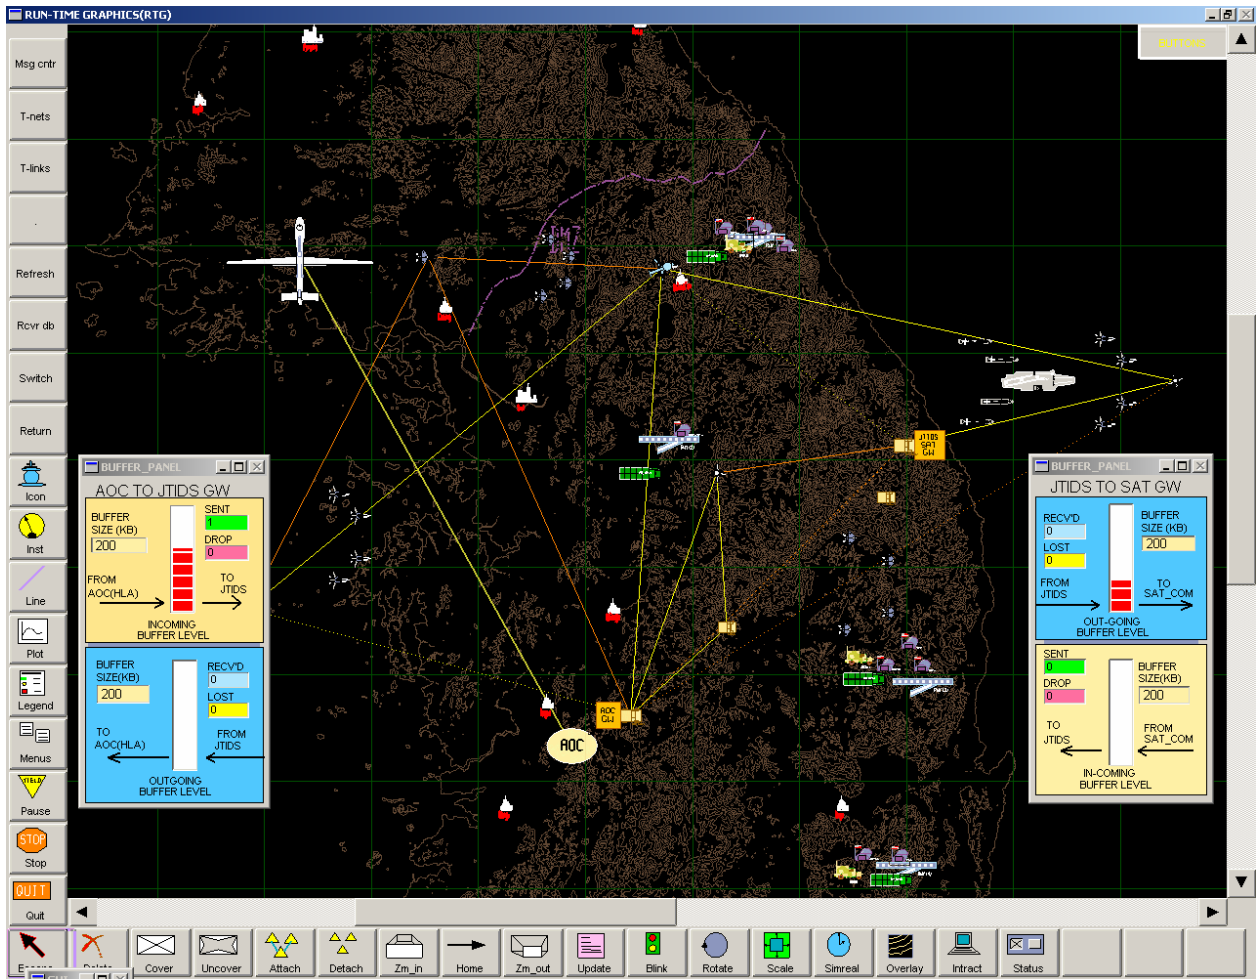 RUN-TIME GRAPHICS(RTG)
BUTTONS
Msg cntr
T-nets
T-links
.
Refresh
Rcvr db
Switch
Return
Icon
Inst
Line
Plot
Legend
Menus
YIELD
Pause
STOP
Stop
QUIT
Quit
JTIDS
SAT
GW
AOC
GW
AOC
BUFFER_PANEL
AOC TO JTIDS GW
BUFFER
SIZE (KB)
200
SENT
1
DROP
0
FROM
AOC(HLA)
TO
JTIDS
INCOMING
BUFFER LEVEL
BUFFER
SIZE(KB)
200
RECV'D
0
LOST
0
TO
AOC(HLA)
FROM
JTIDS
OUTGOING
BUFFER LEVEL
BUFFER_PANEL
JTIDS TO SAT GW
RECV'D
0
LOST
0
BUFFER
SIZE (KB)
200
FROM
JTIDS
TO
SAT_COM
OUT-GOING
BUFFER LEVEL
SENT
0
DROP
0
BUFFER
SIZE(KB)
200
TO
JTIDS
FROM
SAT_COM
IN-COMING
BUFFER LEVEL
Cover
Uncover
Attach
Detach
Zm_in
Home
Zm_out
Update
Blink
Rotate
Scale
Simreal
Overlay
Intract
Status